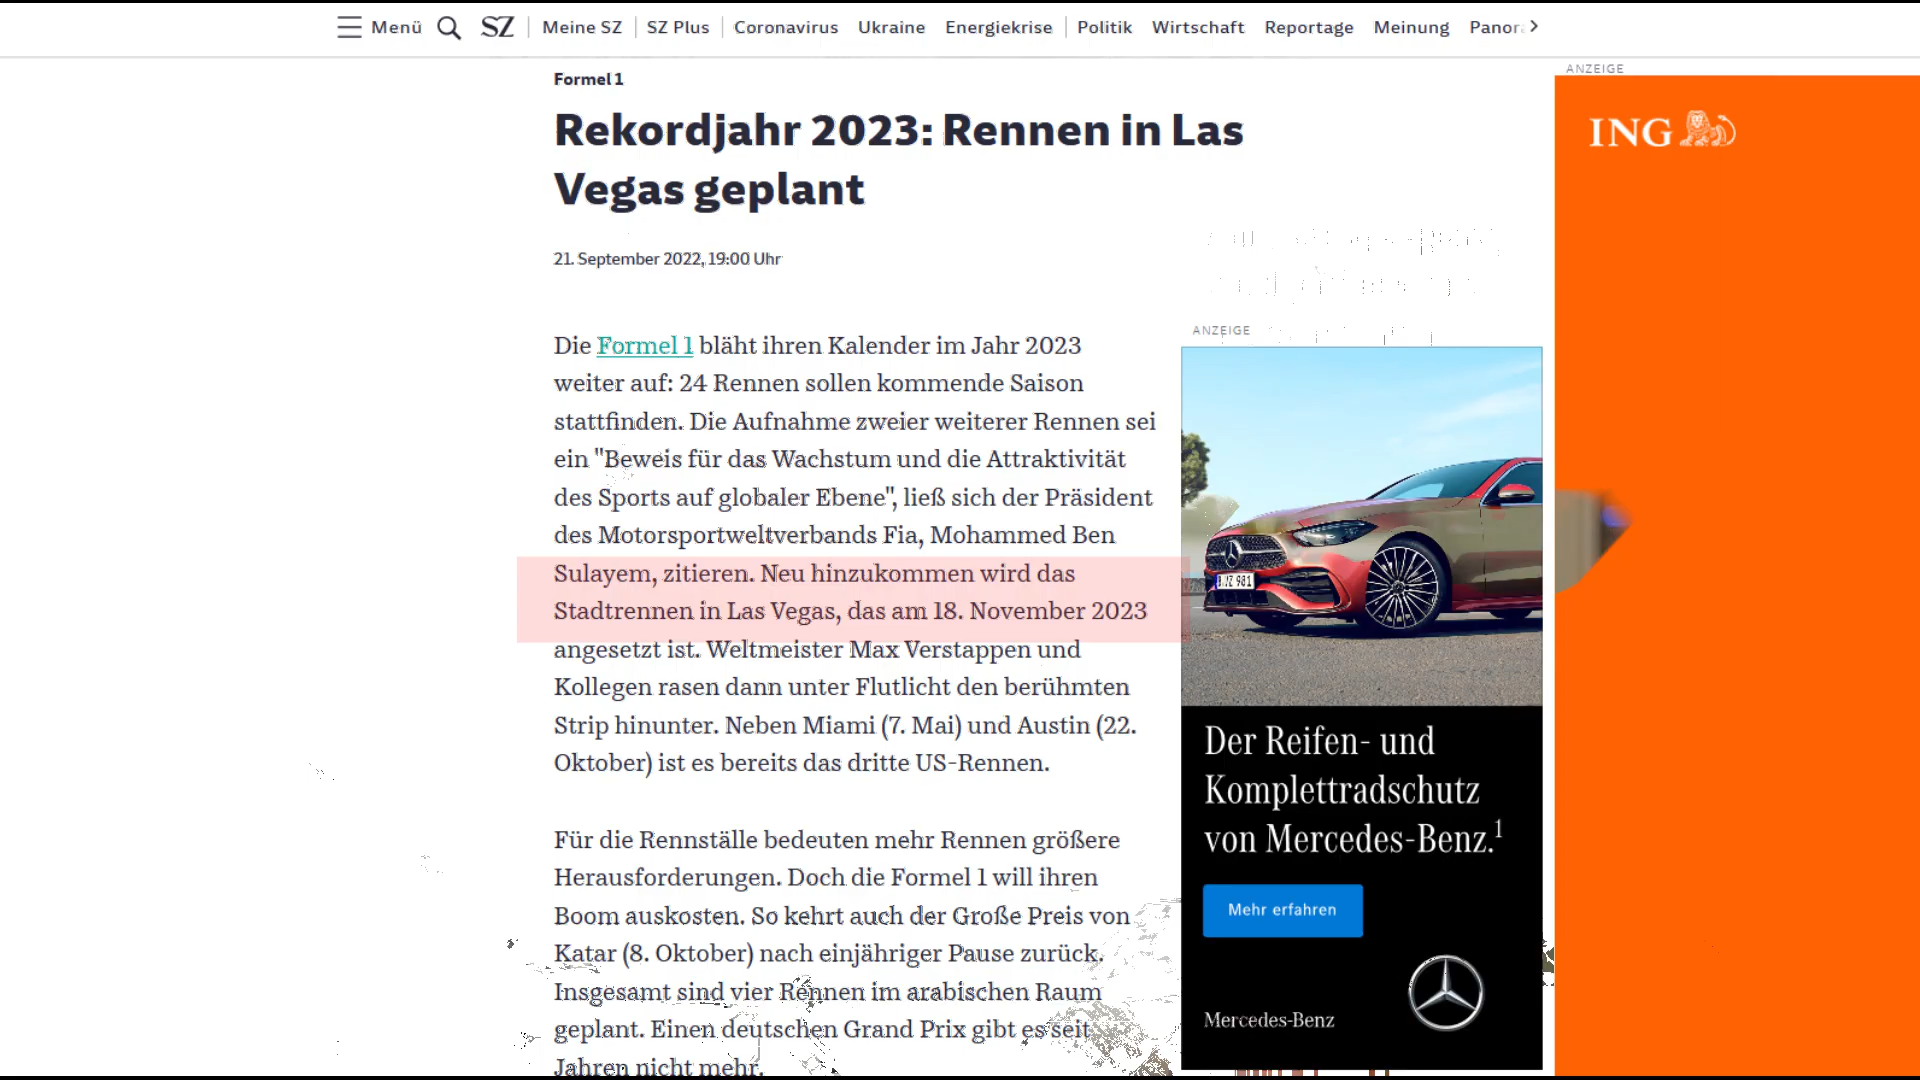 Menü SZ Meine SZ SZ Plus Coronavirus Ukraine Energiekrise Politik Wirtschaft Reportage Meinung
ANZEIGE
Formel 1
Rekordjahr 2023: Rennen in Las
Vegas geplant
21. September 2022, 19:00 Uhr
Die Formel 1 bläht ihren Kalender im Jahr 2023
weiter auf: 24 Rennen sollen kommende Saison
stattfinden. Die Aufnahme zweier weiterer Rennen sei
ein "Beweis für das Wachstum und die Attraktivität
des Sports auf globaler Ebene", ließ sich der Präsident
des Motorsportweltverbands Fia, Mohammed Ben
Sulayem, zitieren. Neu hinzukommen wird das
Stadtrennen in Las Vegas, das am 18. November 2023
angesetzt ist. Weltmeister Max Verstappen und
Kollegen rasen dann unter Flutlicht den berühmten
Strip hinunter. Neben Miami (7. Mai) und Austin (22.
Oktober) ist es bereits das dritte US-Rennen.
Für die Rennställe bedeuten mehr Rennen größere
Herausforderungen. Doch die Formel 1 will ihren
Boom auskosten. So kehrt auch der Große Preis von
Katar (8. Oktober) nach einjähriger Pause zurück.
Insgesamt sind vier Rennen im arabischen Raum
geplant. Einen deutschen Grand Prix gibt es seit
Jahren nicht mehr.
ANZEIGE
Der Reifen- und
Komplettradschutz
von Mercedes-Benz.¹
Mehr erfahren
Mercedes-Benz
ING